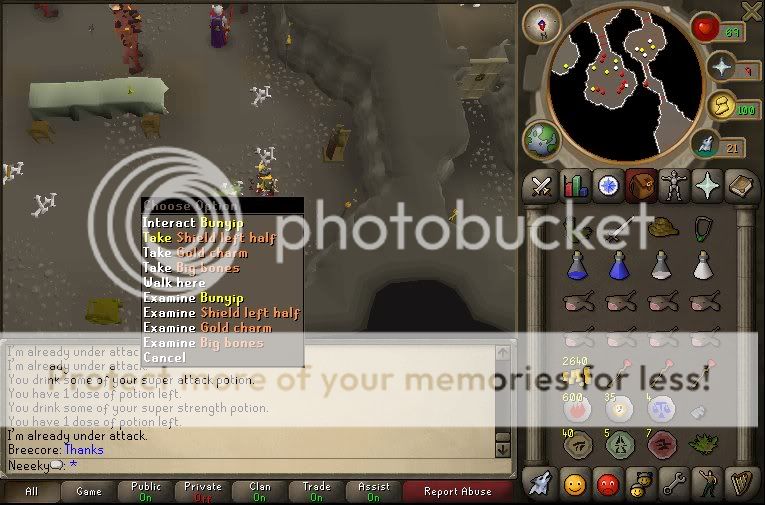 69
9
100
21
Choose Option
Interact Bunyip
Take Shield left half
Take Gold charm
Take Big bones
Walk here
Examine Bunyip
Examine Shield left half
Examine Gold charm
Examine Big bones
Cancel
photobucket
I'm already under attack.
I'm already under attack.
You drink some of your super attack potion.
You have 1 dose of potion left.
You drink some of your super strength potion.
You have 1 dose of potion left.
I'm already under attack.
Breecore: Thanks
Neeeky: *
Protect more of your memories for less!
2640
600
35
4
40
5
7
All
Game
Public
On
Private
Off
Clan
On
Trade
On
Assist
On
Report Abuse